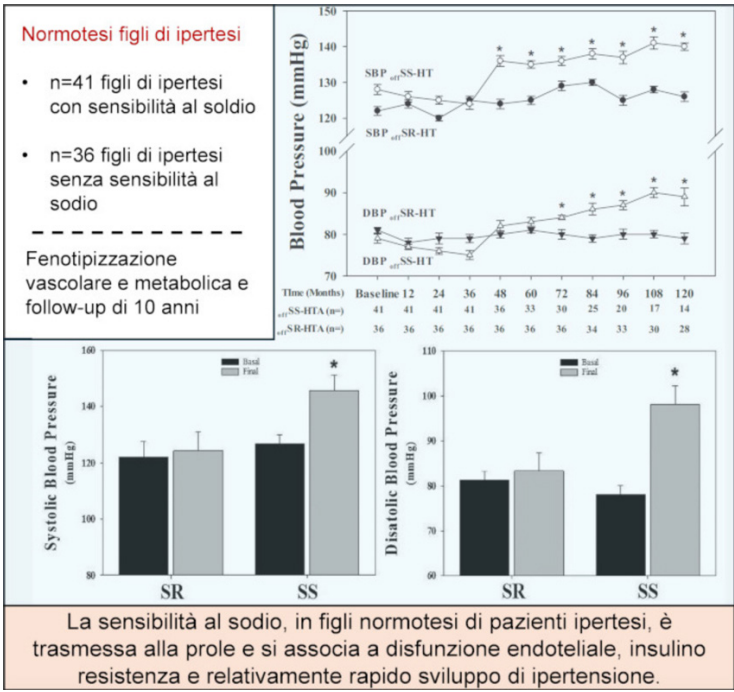 Normotesi figli di ipertesi
• n=41 figli di ipertesi
con sensibilità al soldio
• n=36 figli di ipertesi
senza sensibilità al
sodio
Fenotipizzazione
vascolare e metabolica e
follow-up di 10 anni
Blood Pressure (mmHg)
150
140
130
120
100
90
80
70
SBP offSS-HT
SBP offSR-HT
DBP offSR-HT
DBP offSS-HT
* * * * * * *
* * * * *
TIme (Months) Baseline 12 24 36 48 60 72 84 96 108 120
offSS-HTA (n=) 41 41 41 41 36 33 30 25 20 17 14
offSR-HTA (n=) 36 36 36 36 36 36 36 34 33 30 28
Systolic Blood Pressure
(mmHg)
160
140
120
100
80
Basal
Final
*
SR SS
Disatolic Blood Pressure
(mmHg)
110
100
90
80
70
60
Basal
Final
*
SR SS
La sensibilità al sodio, in figli normotesi di pazienti ipertesi, è
trasmessa alla prole e si associa a disfunzione endoteliale, insulino
resistenza e relativamente rapido sviluppo di ipertensione.